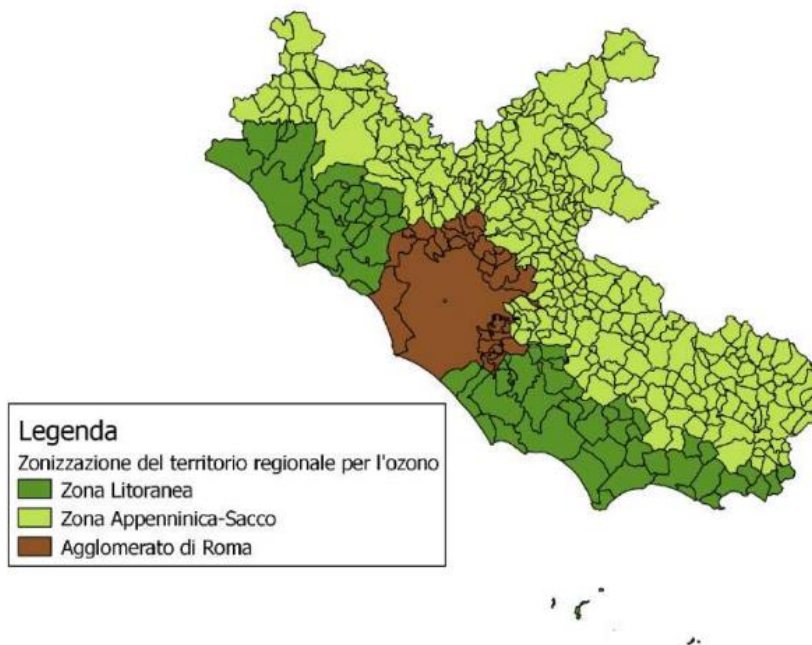 Legenda
Zonizzazione del territorio regionale per l'ozono
Zona Litoranea
Zona Appenninica-Sacco
Agglomerato di Roma